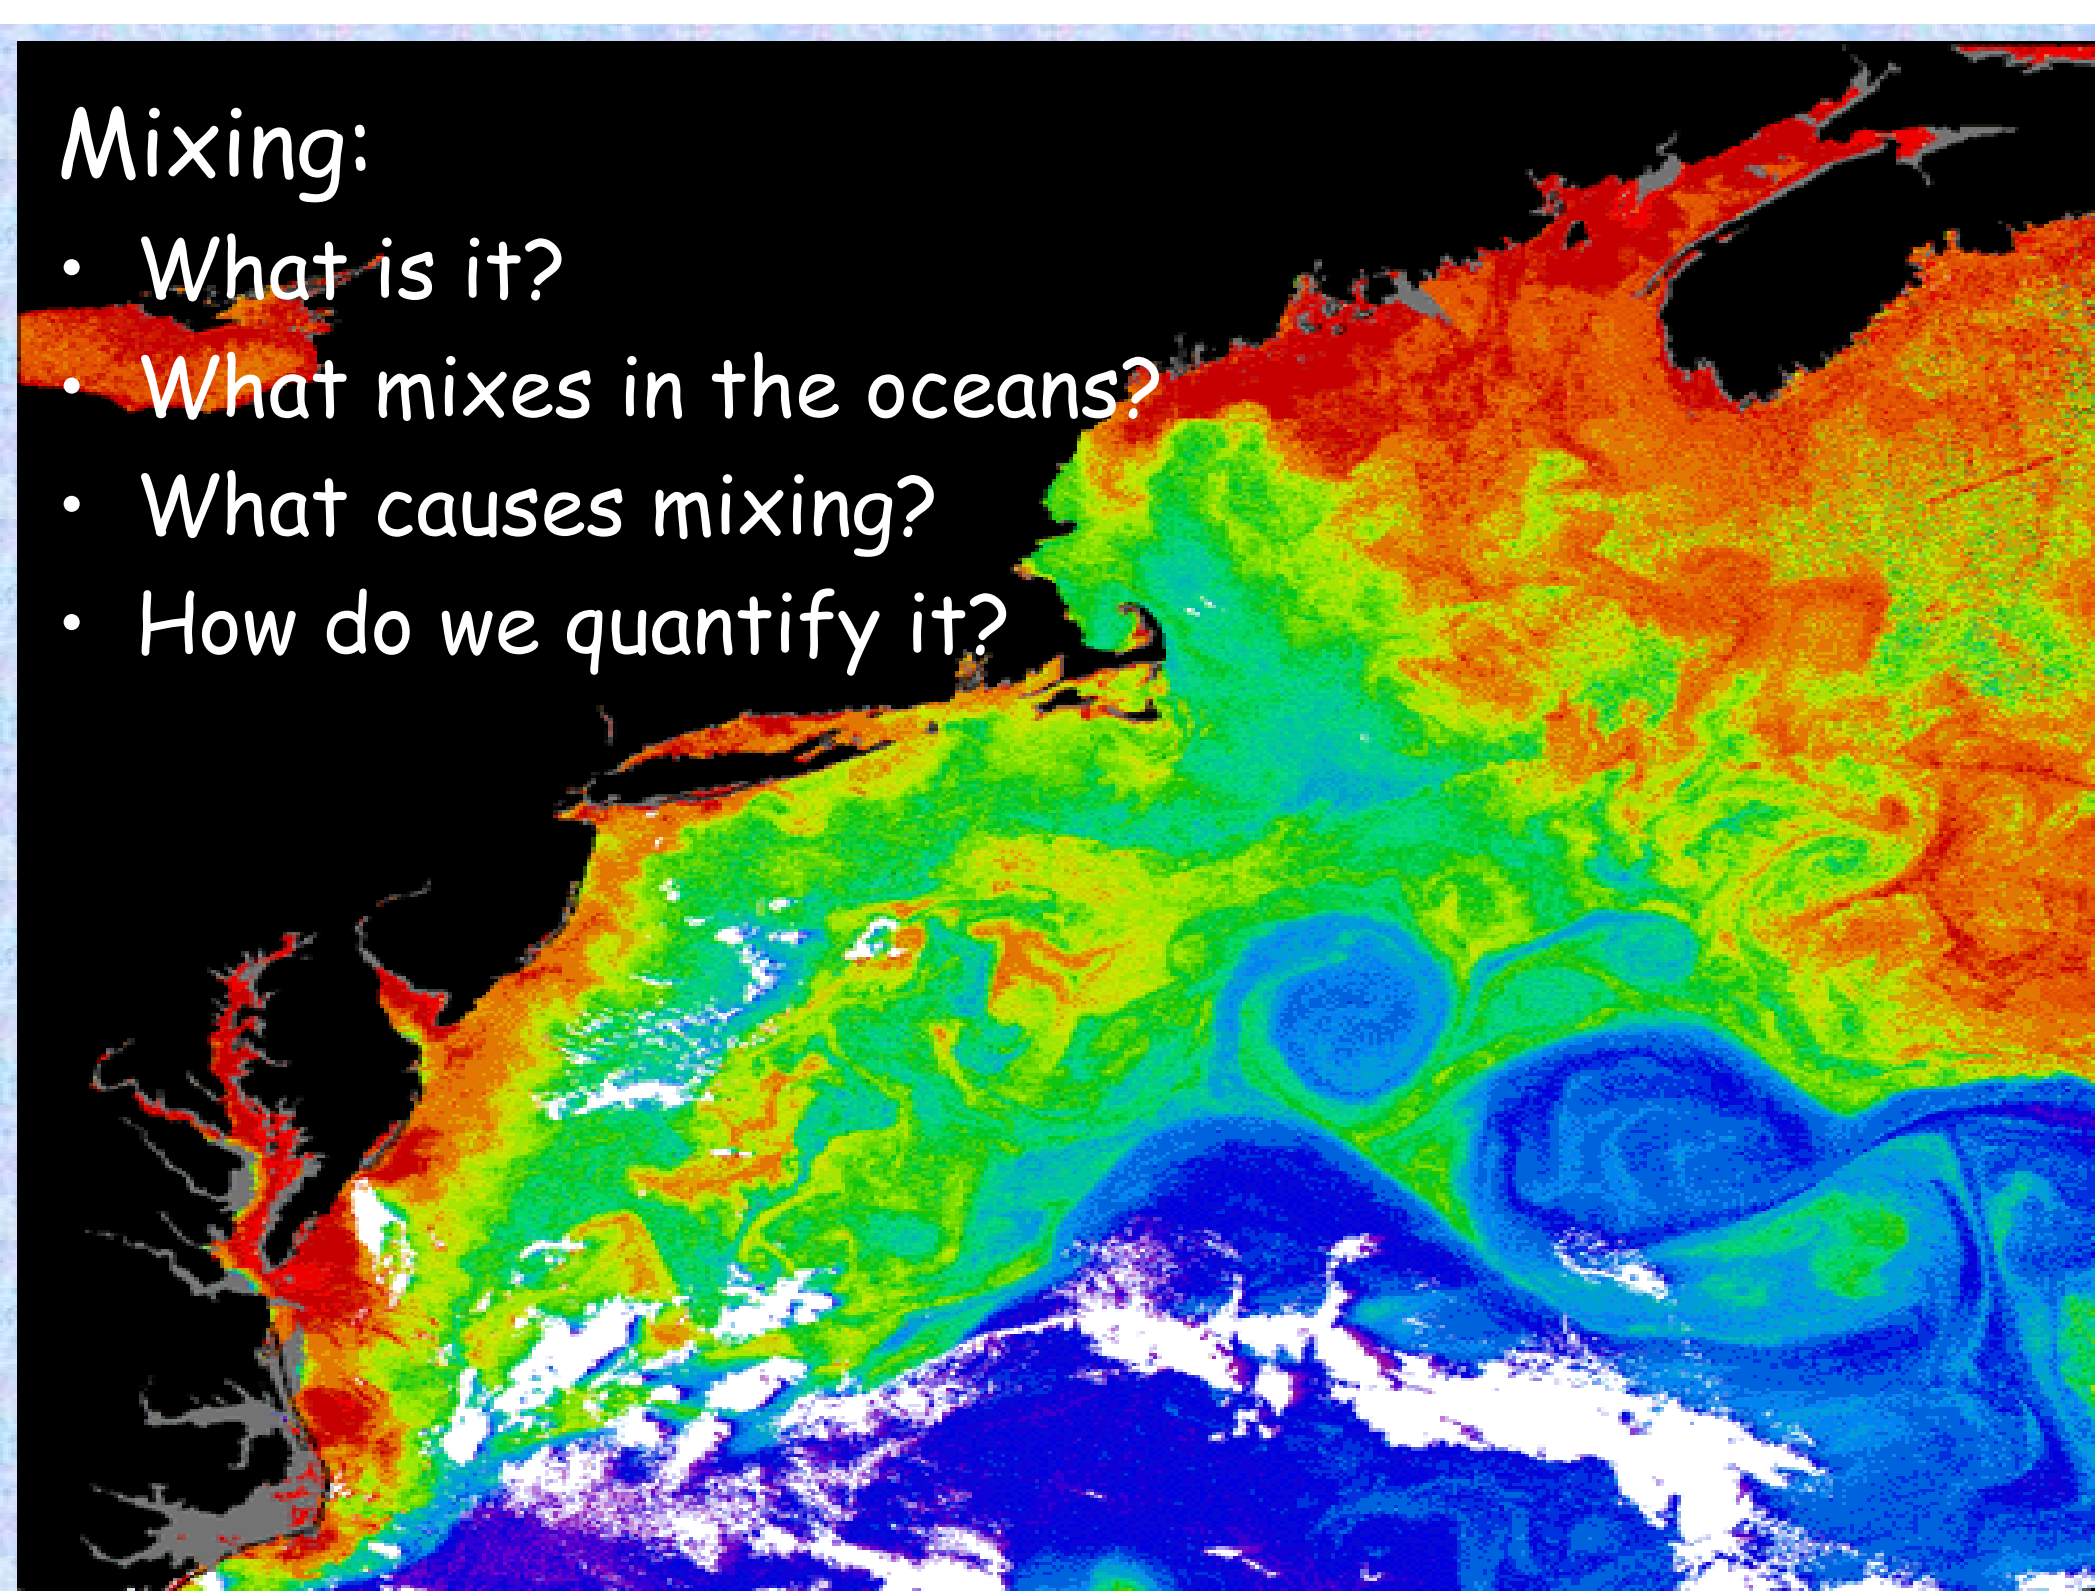 Mixing:
• What is it?
• What mixes in the oceans?
• What causes mixing?
• How do we quantify it?